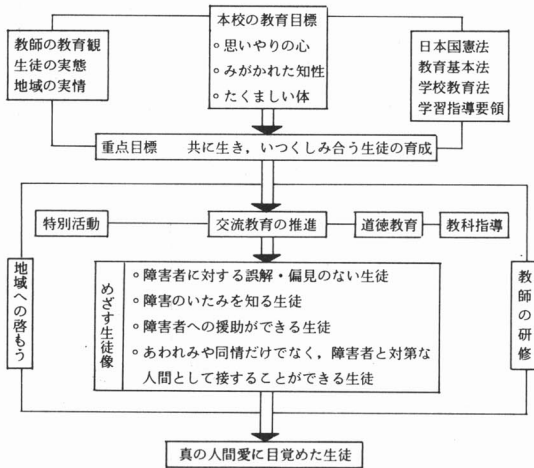 本校の教育目標
○思いやりの心
○みがかれた知性
○たくましい体
教師の教育観
生徒の実態
地域の実情
日本国憲法
教育基本法
学校教育法
学習指導要領
重点目標　共に生き，いつくしみ合う生徒の育成
特別活動
交流教育の推進
道徳教育
教科指導
地域への啓もう
めざす生徒像
○障害者に対する誤解・偏見のない生徒
○障害のいたみを知る生徒
○障害者への援助ができる生徒
○あわれみや同情だけでなく，障害者と対第な
人間として接することができる生徒
教師の研修
真の人間愛に目覚めた生徒